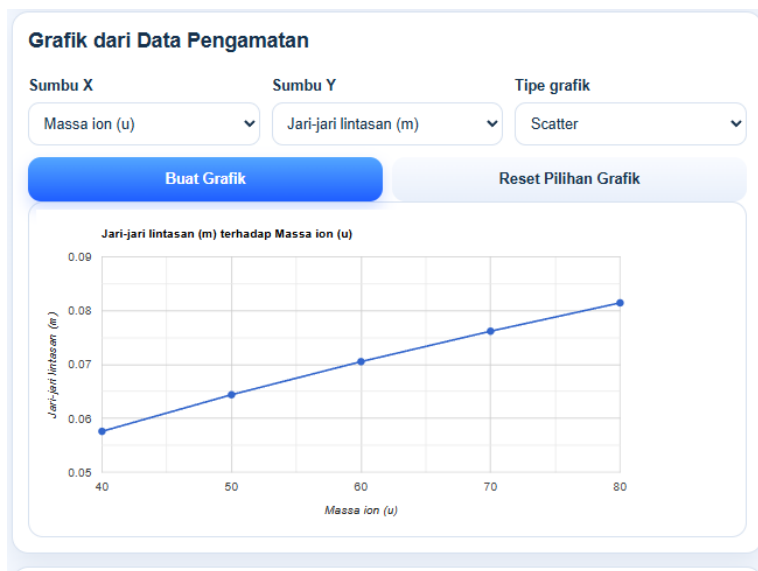 Grafik dari Data Pengamatan
Sumbu X
Sumbu Y
Tipe grafik
Massa ion (u)
Jari-jari lintasan (m)
Scatter
Buat Grafik
Reset Pilihan Grafik
Jari-jari lintasan (m) terhadap Massa ion (u)
0.09
0.08
0.07
0.06
0.05
Jari-jari lintasan (m)
40
50
60
70
80
Massa ion (u)